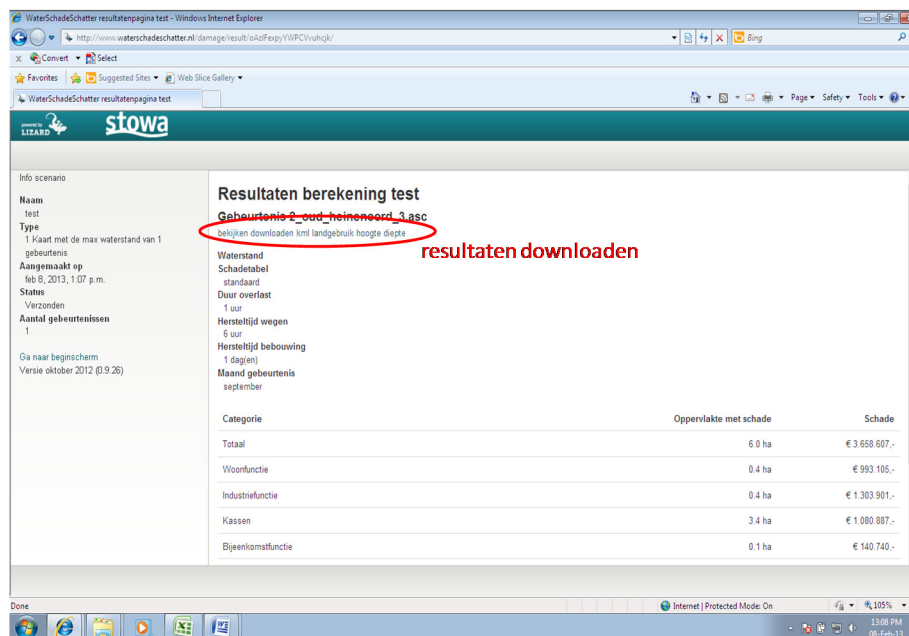 WaterSchadeSchatter resultatenpagina test - Windows Internet Explorer
http://www.waterschadeschatter.nl/damage/result/oAzlFexpyYWPCVvuhcjk/
Bing
x Convert Select
Favorites Suggested Sites Web Slice Gallery
WaterSchadeSchatter resultatenpagina test
Page Safety Tools
powered by
LIZARD
stowa
Info scenario
Naam
test
Type
1 Kaart met de max waterstand van 1
gebeurtenis
Aangemaakt op
feb 8, 2013, 1:07 p.m.
Status
Verzonden
Aantal gebeurtenissen
1
Ga naar beginscherm
Versie oktober 2012 (0.9.26)
Resultaten berekening test
Gebeurtenis 2_oud_heinenoord_3.asc
bekijken downloaden kml landgebruik hoogte diepte
resultaten downloaden
Waterstand
Schadetabel
standaard
Duur overlast
1 uur
Hersteltijd wegen
6 uur
Hersteltijd bebouwing
1 dag(en)
Maand gebeurtenis
september
Categorie Oppervlakte met schade Schade
Totaal 6.0 ha € 3.658.607,-
Woonfunctie 0.4 ha € 993.105,-
Industriefunctie 0.4 ha € 1.303.901,-
Kassen 3.4 ha € 1.080.887,-
Bijeenkomstfunctie 0.1 ha € 140.740,-
Done
Internet | Protected Mode: On
105%
13:08 PM
08-Feb-13